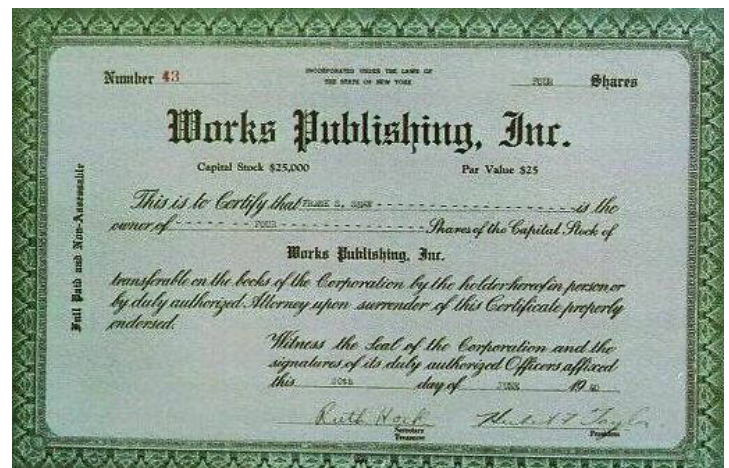 Number 43
INCORPORATED UNDER THE LAWS OF
THE STATE OF NEW YORK
FOUR Shares
Works Publishing, Inc.
Capital Stock $25,000
Par Value $25
Full Paid and Non-Assessable
This is to Certify that FRANK S. is the
owner of FOUR Shares of the Capital Stock of
Works Publishing, Inc.
transferable on the books of the Corporation by the holder hereof in person or
by duly authorized Attorney upon surrender of this Certificate properly
endorsed.
Witness the Seal of the Corporation and the
signatures of its duly authorized Officers affixed
this 20th day of JUNE 1940
Ruth Hock
Secretary
Treasurer
President